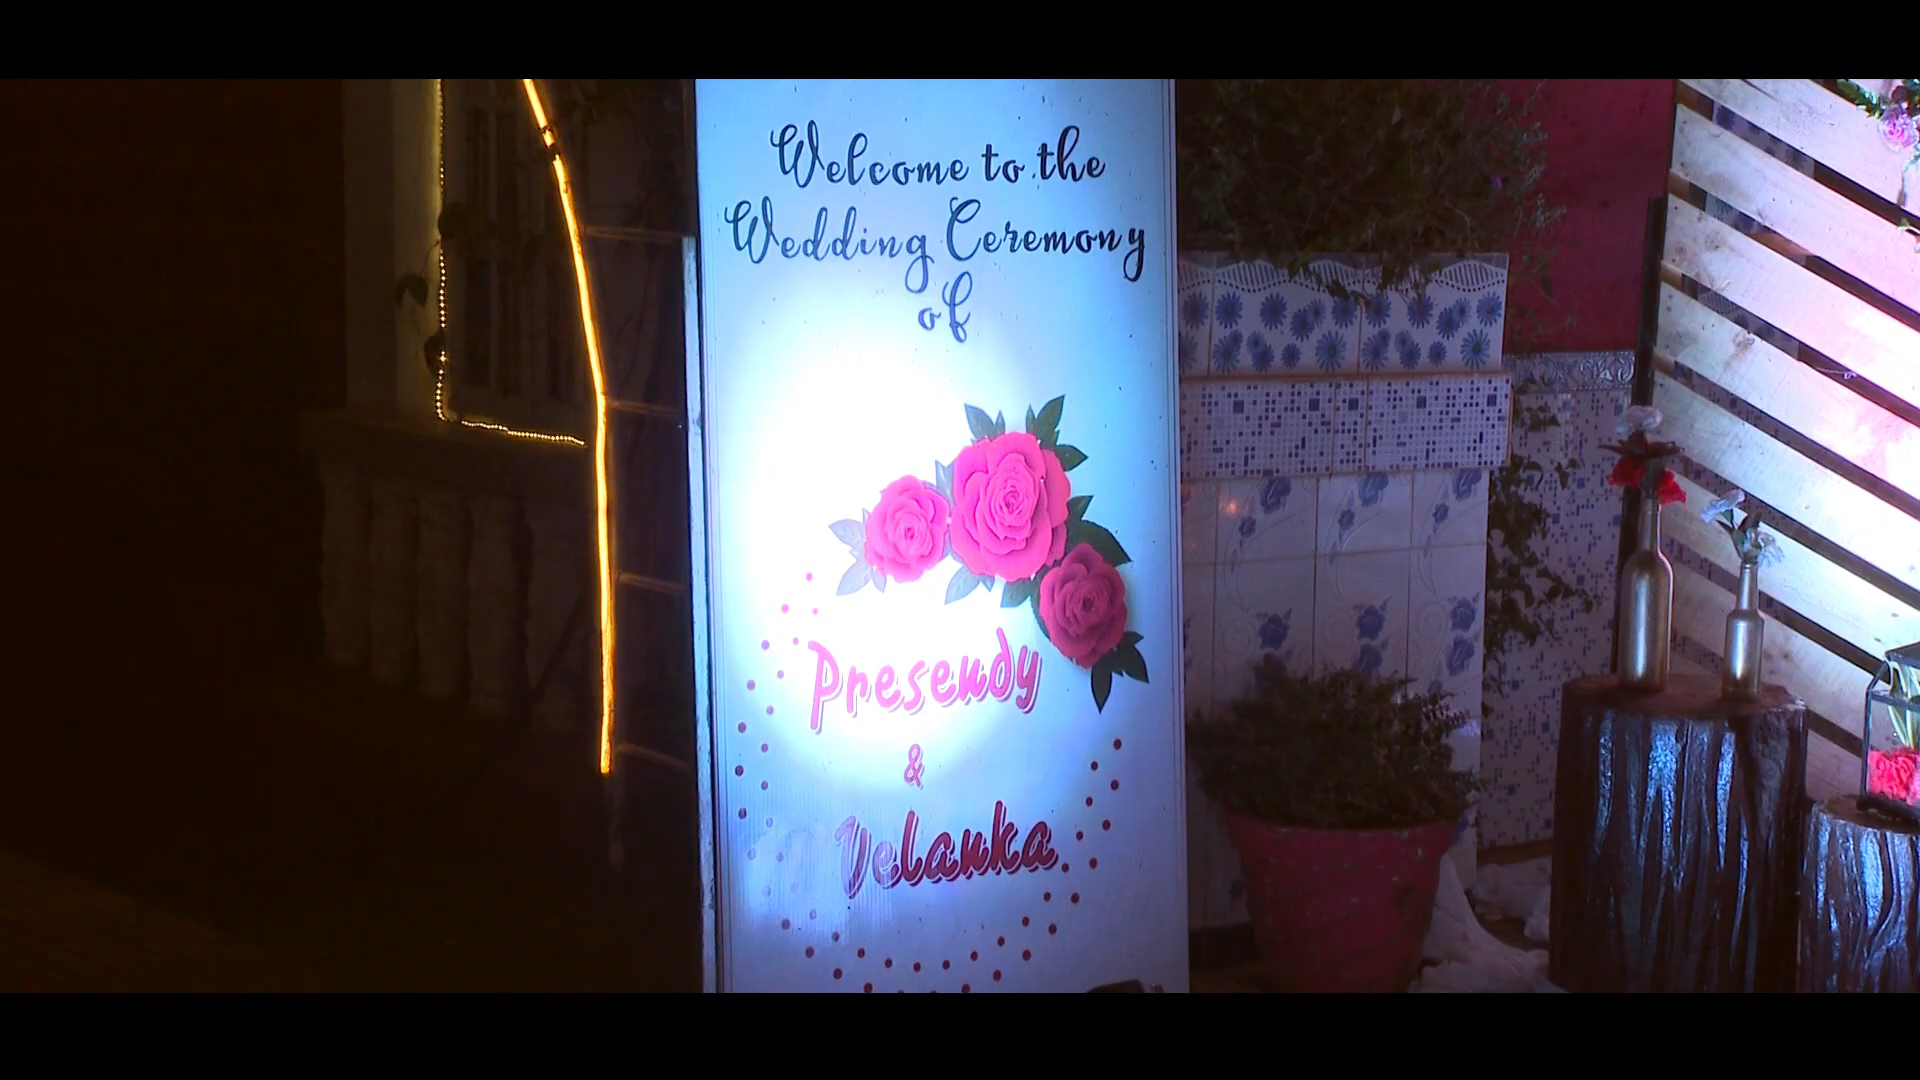 Welcome to the
Wedding Ceremony
of
Presendy
&
Velanka